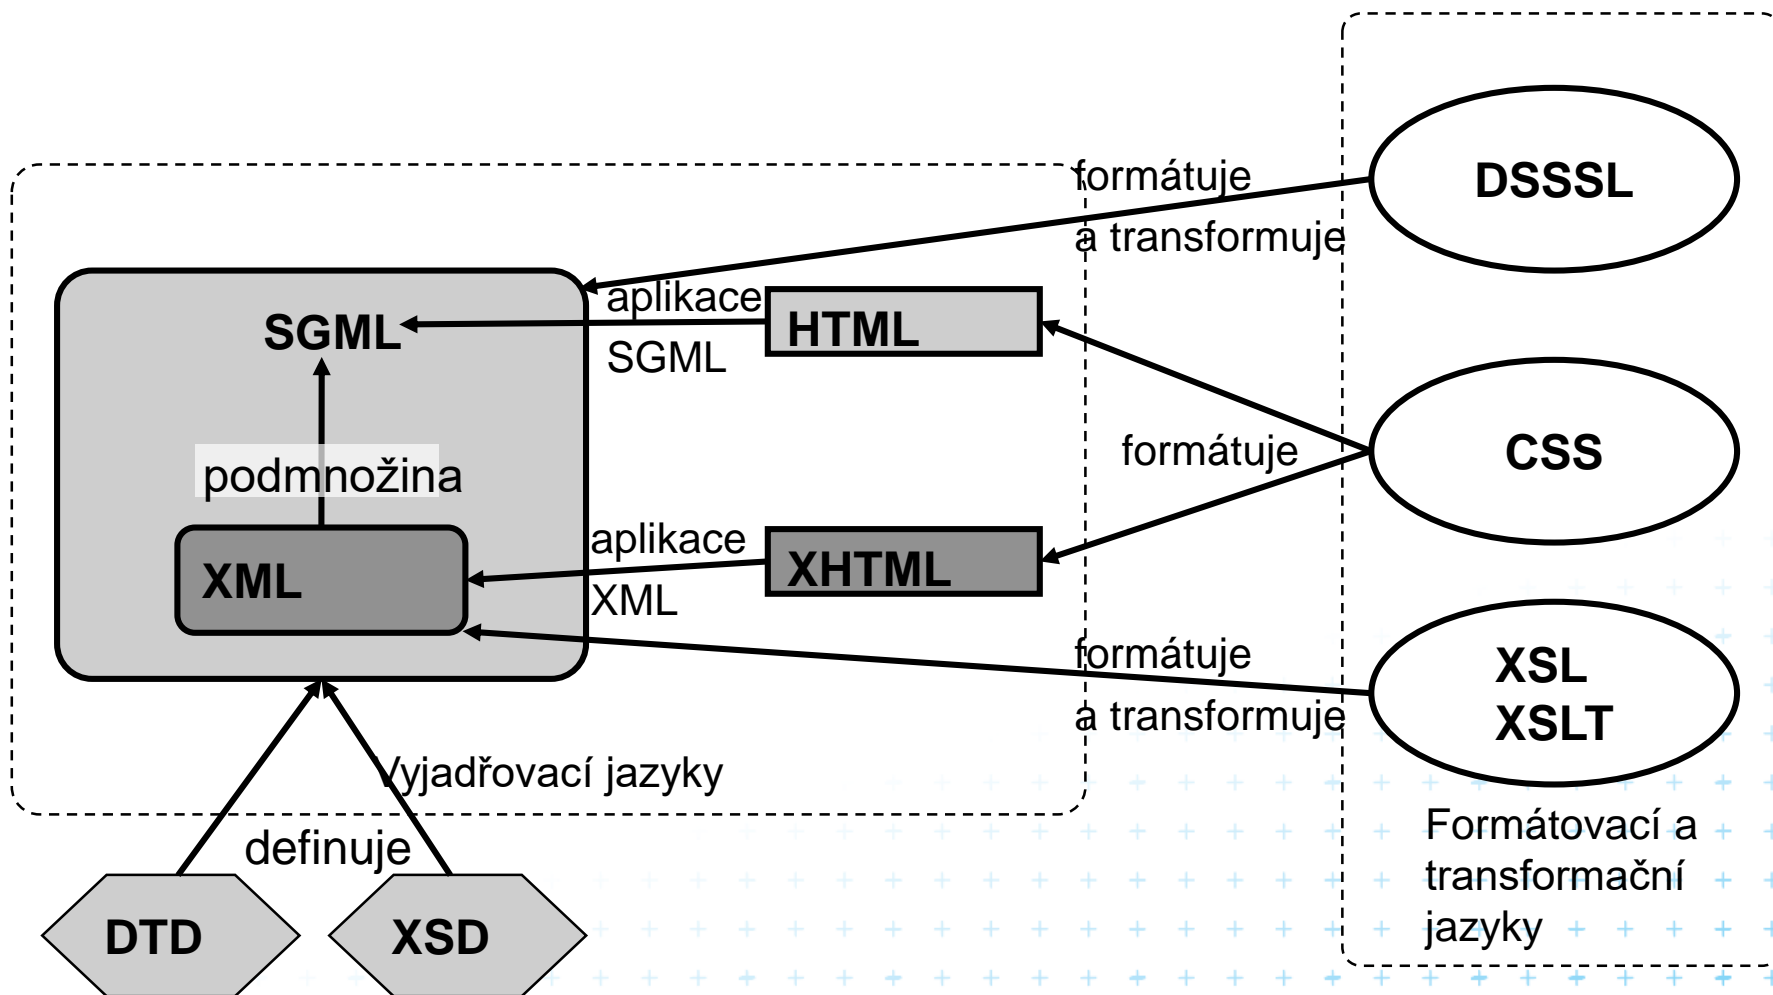 DSSSL
formátuje
a transformuje
aplikace
SGML
HTML
SGML
formátuje
CSS
podmnožina
aplikace
XML
XHTML
XML
formátuje
a transformuje
XSL
XSLT
Vyjadřovací jazyky
definuje
Formátovací a
transformační
jazyky
DTD
XSD